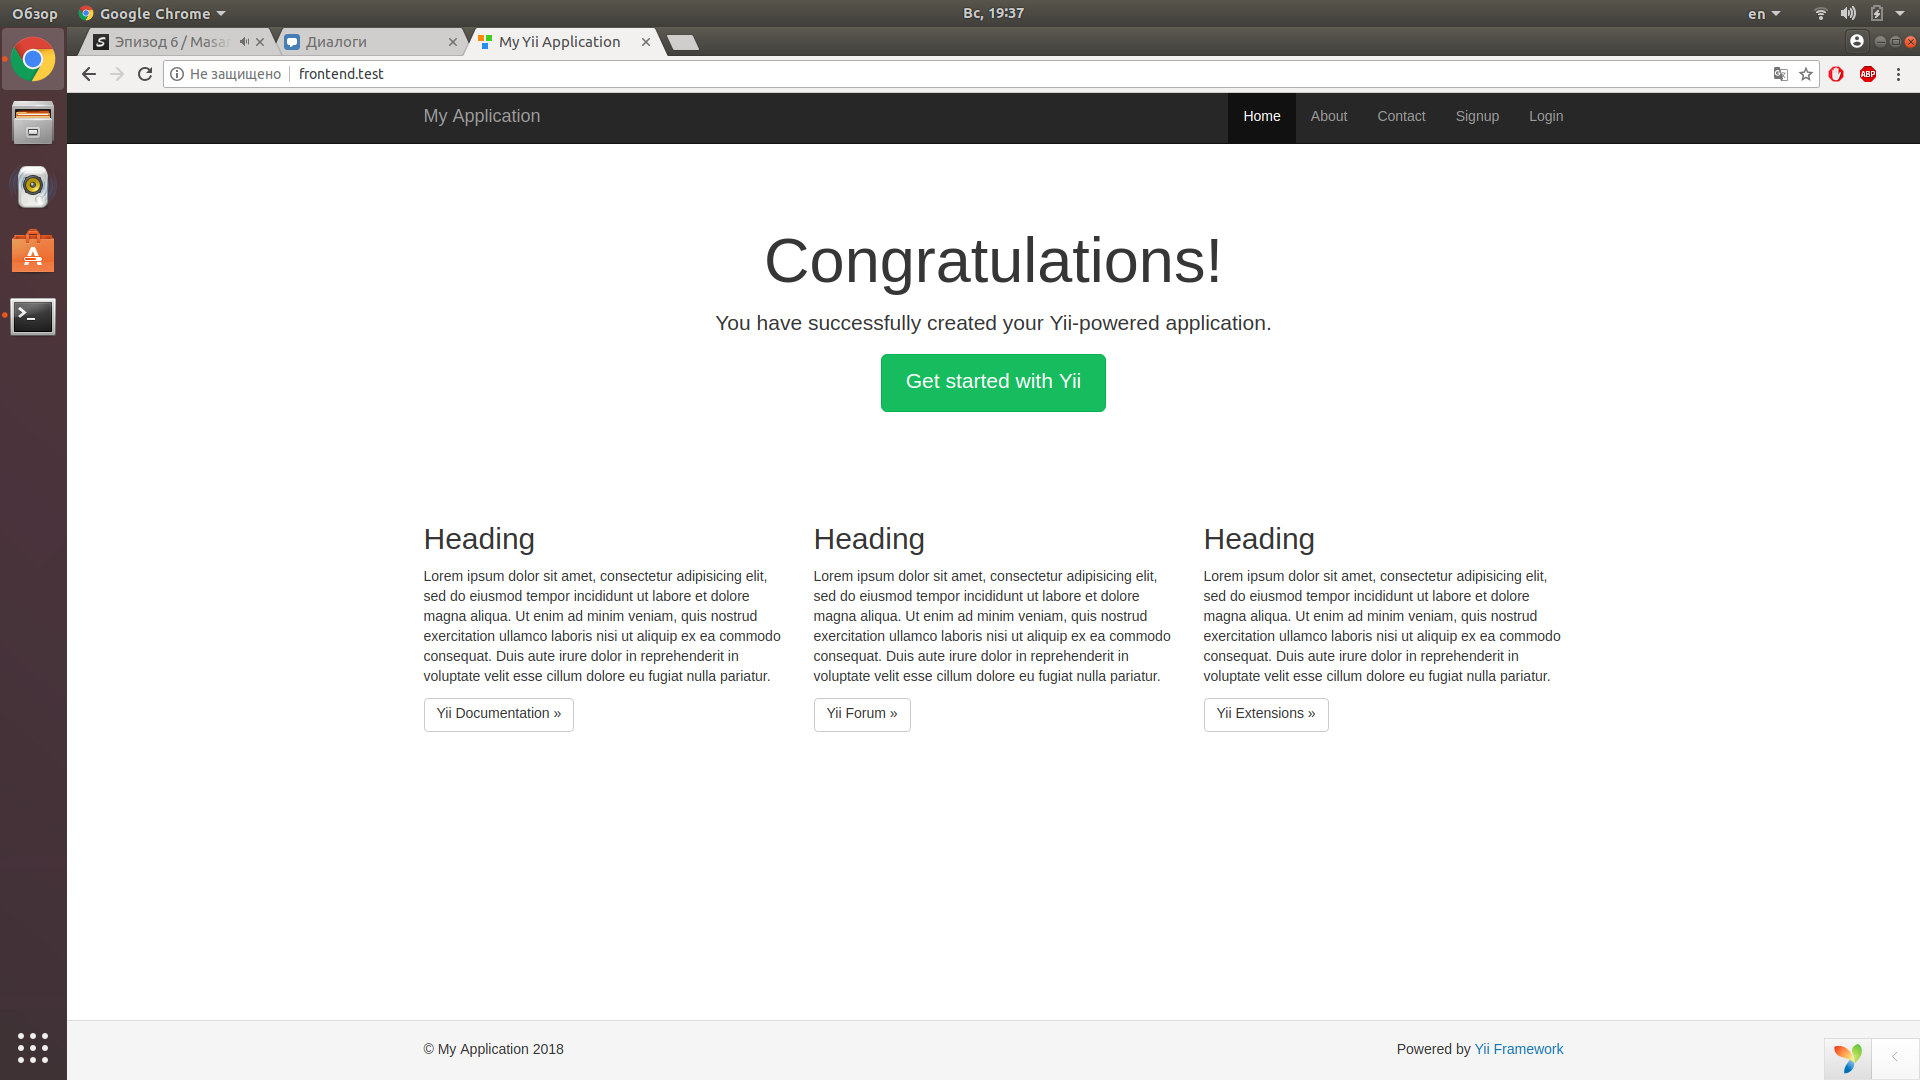 Обзор Google Chrome Вс, 19:37 en
Эпизод 6 / Masa Диалоги My Yii Application
Не защищено frontend.test ABP
My Application Home About Contact Signup Login
Congratulations!
You have successfully created your Yii-powered application.
Get started with Yii
Heading
Lorem ipsum dolor sit amet, consectetur adipisicing elit,
sed do eiusmod tempor incididunt ut labore et dolore
magna aliqua. Ut enim ad minim veniam, quis nostrud
exercitation ullamco laboris nisi ut aliquip ex ea commodo
consequat. Duis aute irure dolor in reprehenderit in
voluptate velit esse cillum dolore eu fugiat nulla pariatur.
Yii Documentation »
Heading
Lorem ipsum dolor sit amet, consectetur adipisicing elit,
sed do eiusmod tempor incididunt ut labore et dolore
magna aliqua. Ut enim ad minim veniam, quis nostrud
exercitation ullamco laboris nisi ut aliquip ex ea commodo
consequat. Duis aute irure dolor in reprehenderit in
voluptate velit esse cillum dolore eu fugiat nulla pariatur.
Yii Forum »
Heading
Lorem ipsum dolor sit amet, consectetur adipisicing elit,
sed do eiusmod tempor incididunt ut labore et dolore
magna aliqua. Ut enim ad minim veniam, quis nostrud
exercitation ullamco laboris nisi ut aliquip ex ea commodo
consequat. Duis aute irure dolor in reprehenderit in
voluptate velit esse cillum dolore eu fugiat nulla pariatur.
Yii Extensions »
© My Application 2018 Powered by Yii Framework